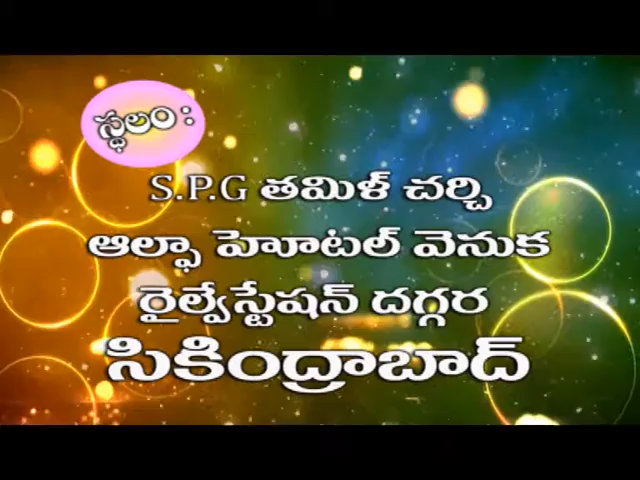 స్థలం :
S.P.G తమిళ్ చర్చి
ఆల్ఫా హెూటల్ వెనుక
రైల్వేస్టేషన్ దగ్గర
సికింద్రాబాద్